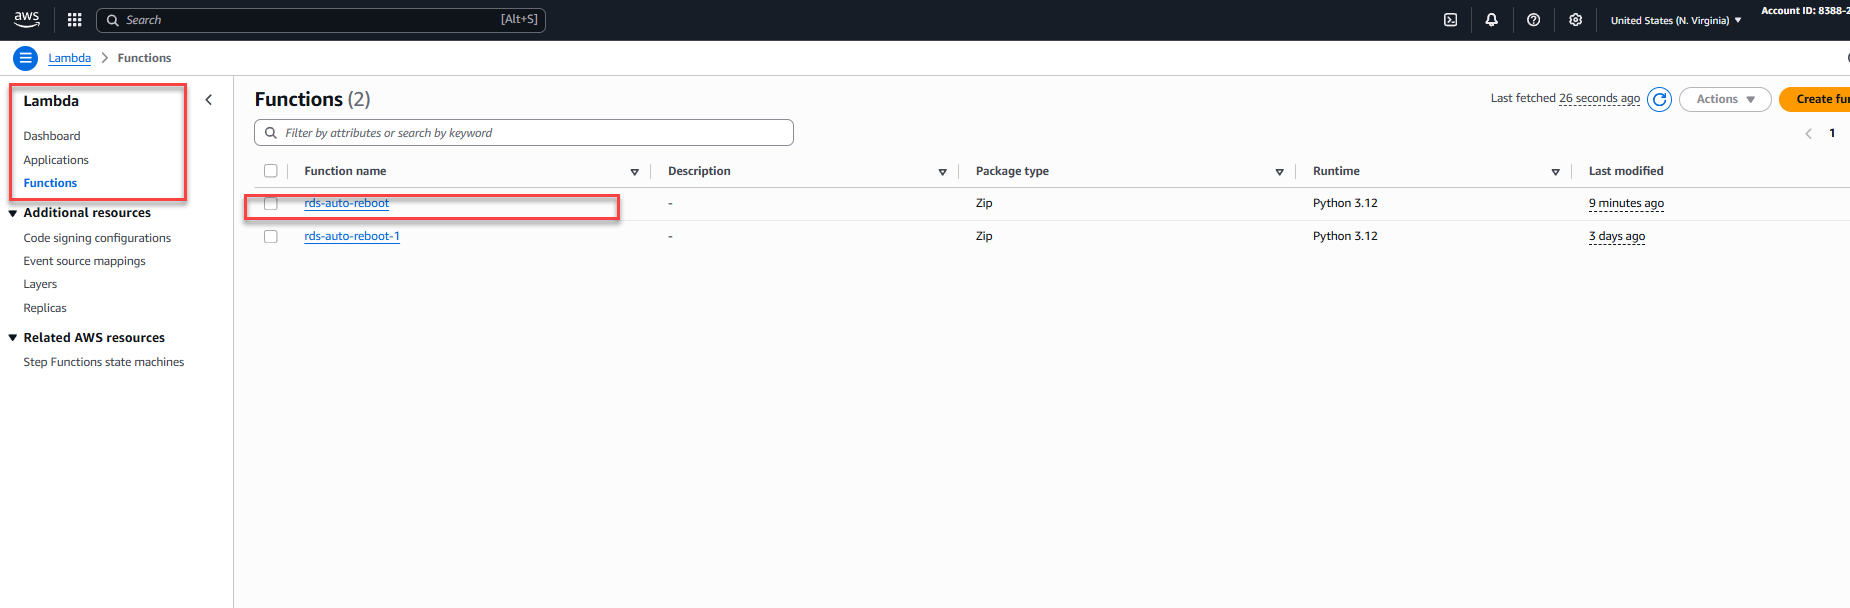 aws Search [Alt+S] United States (N. Virginia) Account ID: 8388-2
Lambda Functions
Lambda
Dashboard
Applications
Functions
Additional resources
Code signing configurations
Event source mappings
Layers
Replicas
Related AWS resources
Step Functions state machines
Functions (2) Last fetched 26 seconds ago Actions Create fun
Filter by attributes or search by keyword 1
Function name Description Package type Runtime Last modified
rds-auto-reboot - Zip Python 3.12 9 minutes ago
rds-auto-reboot-1 - Zip Python 3.12 3 days ago